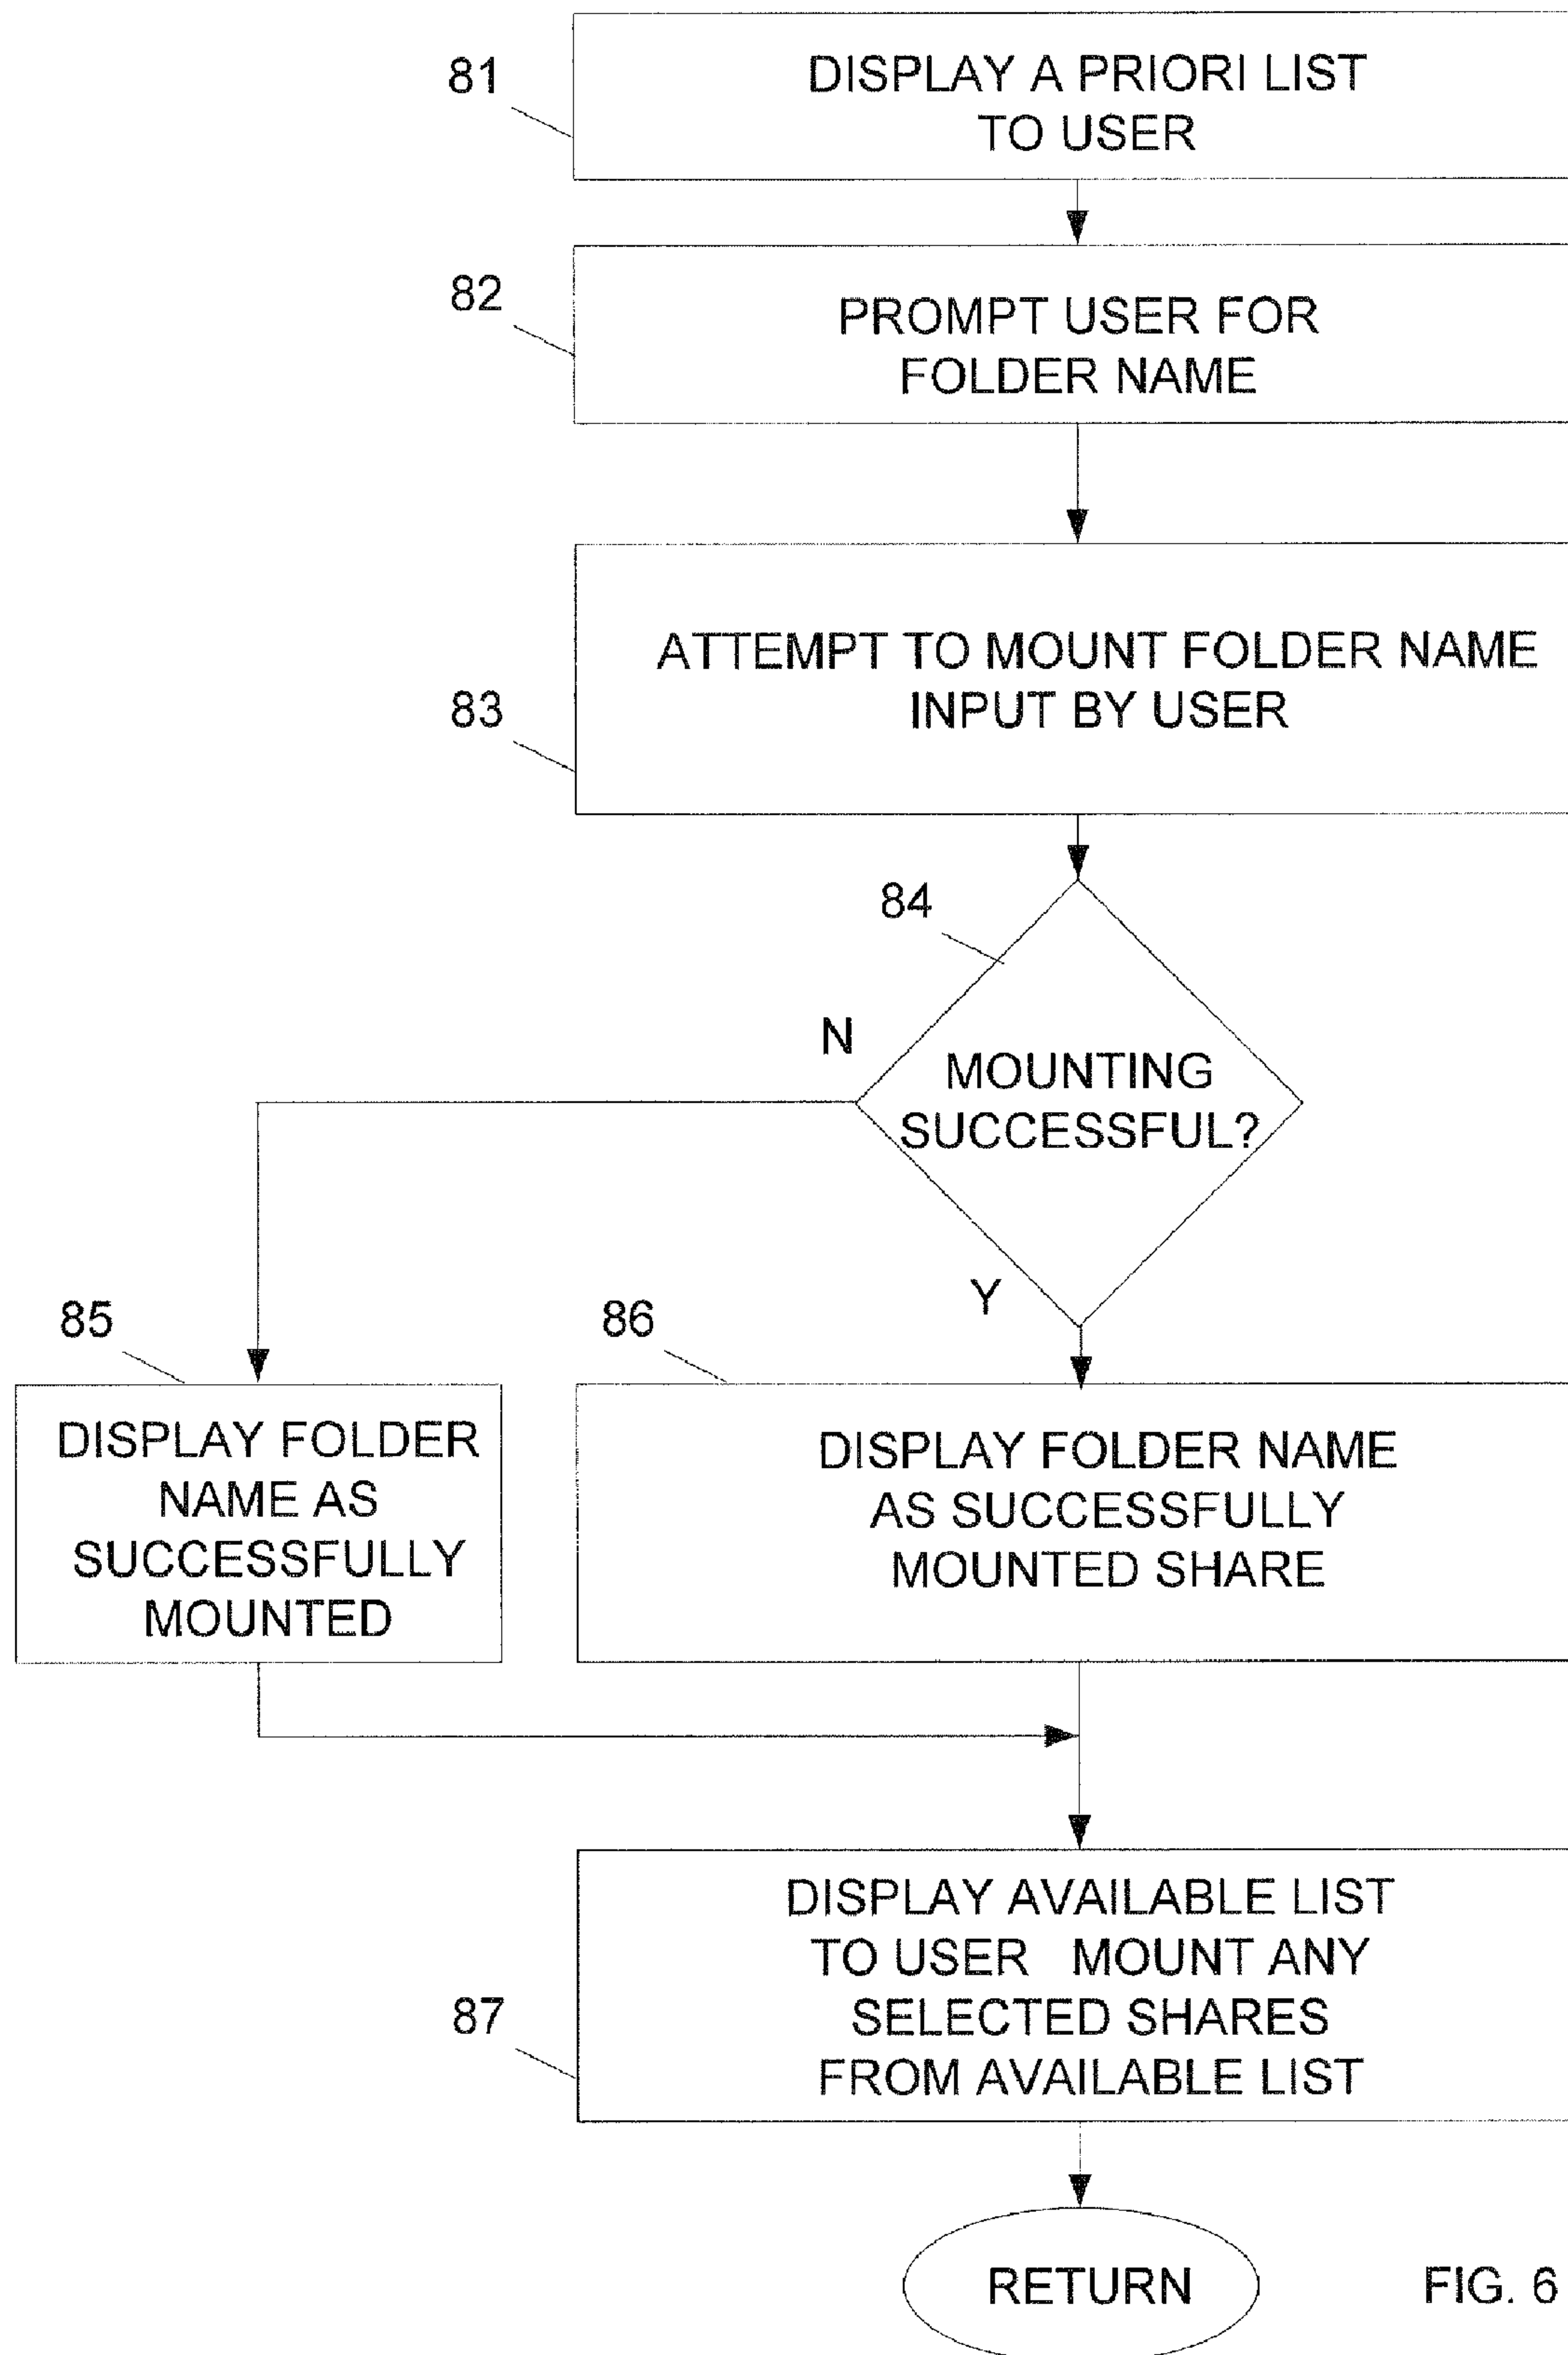 81
DISPLAY A PRIORI LIST
TO USER
82
PROMPT USER FOR
FOLDER NAME
ATTEMPT TO MOUNT FOLDER NAME
INPUT BY USER
83
84
N
MOUNTING
SUCCESSFUL?
Y
85
86
DISPLAY FOLDER
NAME AS
SUCCESSFULLY
MOUNTED
DISPLAY FOLDER NAME
AS SUCCESSFULLY
MOUNTED SHARE
DISPLAY AVAILABLE LIST
TO USER MOUNT ANY
SELECTED SHARES
FROM AVAILABLE LIST
87
RETURN
FIG. 6